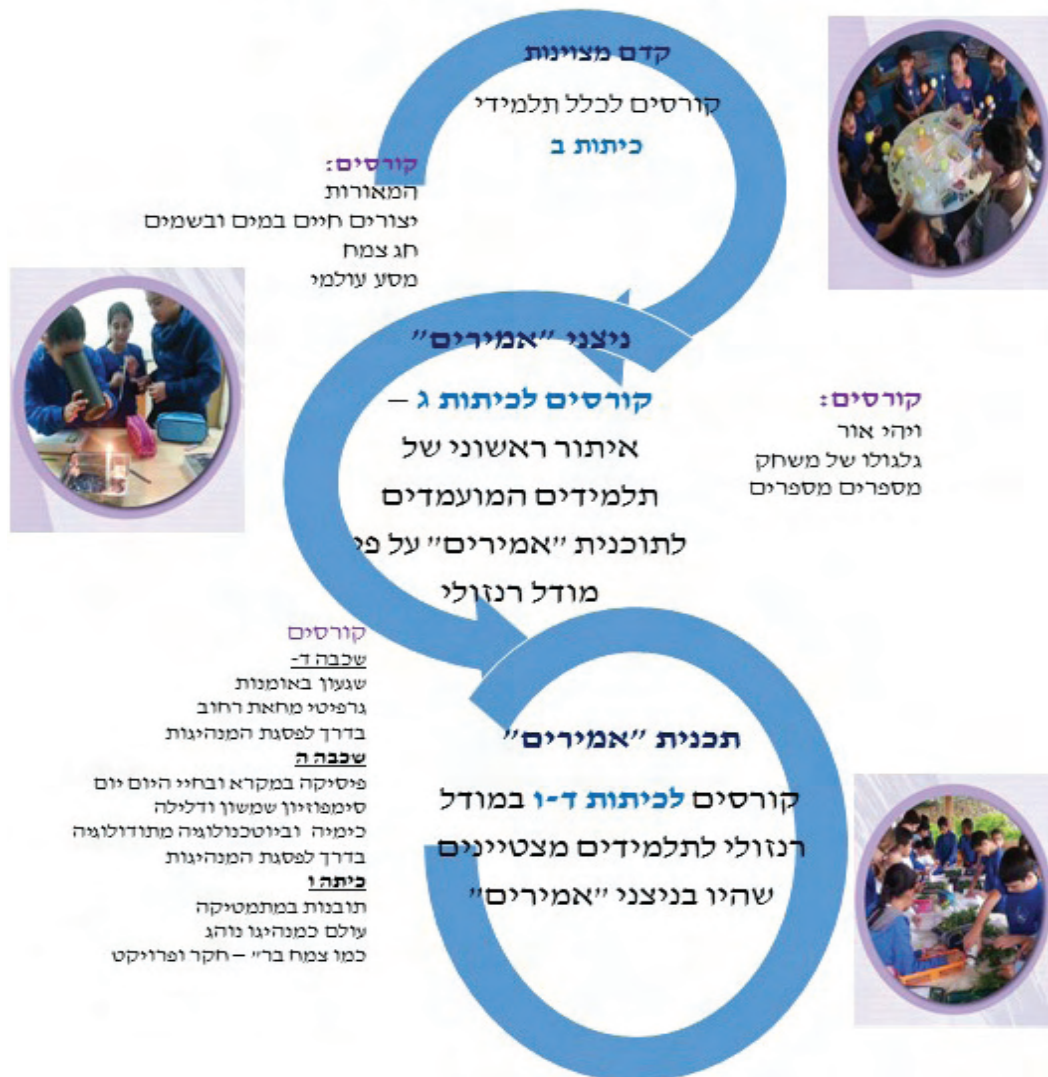 קדם מצוינות
קורסים לכלל תלמידי
כיתות ב
קורסים:
המאורות
יצורים חיים במים ובשמים
חג צמח
מסע עולמי
ניצני "אמירים"
קורסים לכיתות ג –
איתור ראשוני של
תלמידים המועמדים
לתוכנית "אמירים" על פי
מודל רנזולי
קורסים:
ויהי אור
גלגולו של משחק
מספרים מספרים
תכנית "אמירים"
קורסים לכיתות ד-ו במודל
רנזולי לתלמידים מצטיינים
שהיו בניצני "אמירים"
קורסים
שכבה ד-
שגעון באומנות
גרפיטי מחאת רחוב
בדרך לפסגת המנהיגות
שכבה ה
פיסיקה במקרא ובחיי היום יום
סימפוזיון שמשון ודלילה
כימיה וביוטכנולוגיה מתודולוגיה
בדרך לפסגת המנהיגות
כיתה ו
תובנות במתמטיקה
עולם כמנהיגו נוהג
כמו צמח בר" – חקר ופרויקט